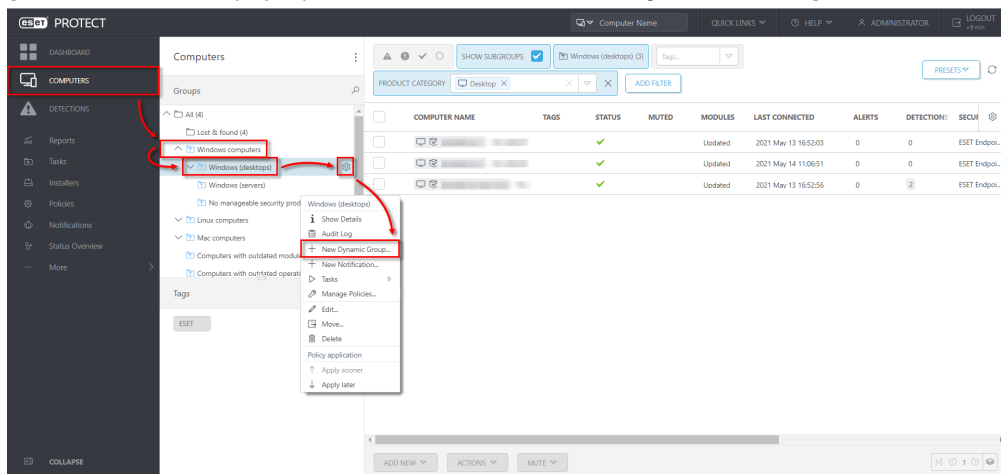 eset PROTECT
Computer Name
QUICK LINKS
HELP
ADMINISTRATOR
LOGOUT
>9 min
DASHBOARD
COMPUTERS
DETECTIONS
Reports
Tasks
Installers
Policies
Notifications
Status Overview
More
COLLAPSE
Computers
Groups
All (4)
Lost & found (4)
Windows computers
Windows (desktops)
Windows (servers)
No manageable security prod
Linux computers
Mac computers
Computers with outdated modul
Computers with outdated operati
Tags
ESET
Windows (desktops)
Show Details
Audit Log
New Dynamic Group...
New Notification...
Tasks
Manage Policies...
Edit...
Move...
Delete
Policy application
Apply sooner
Apply later
SHOW SUBGROUPS
Windows (desktops) (3)
Tags...
PRESETS
PRODUCT CATEGORY
Desktop
ADD FILTER
COMPUTER NAME TAGS STATUS MUTED MODULES LAST CONNECTED ALERTS DETECTIONS SECUR
Updated 2021 May 13 16:52:03 0 0 ESET Endpoi...
Updated 2021 May 14 11:06:51 0 0 ESET Endpoi...
Updated 2021 May 13 16:52:56 0 2 ESET Endpoi...
ADD NEW
ACTIONS
MUTE
1